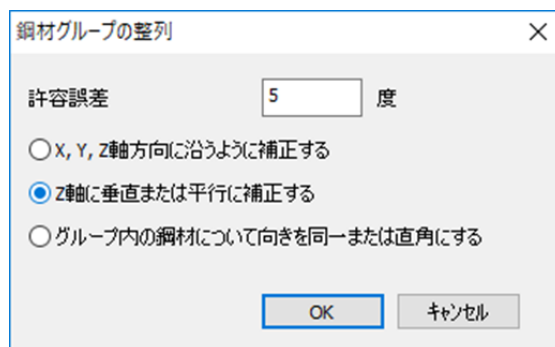 鋼材グループの整列
許容誤差 5 度
X, Y, Z軸方向に沿うように補正する
Z軸に垂直または平行に補正する
グループ内の鋼材について向きを同一または直角にする
OK キャンセル